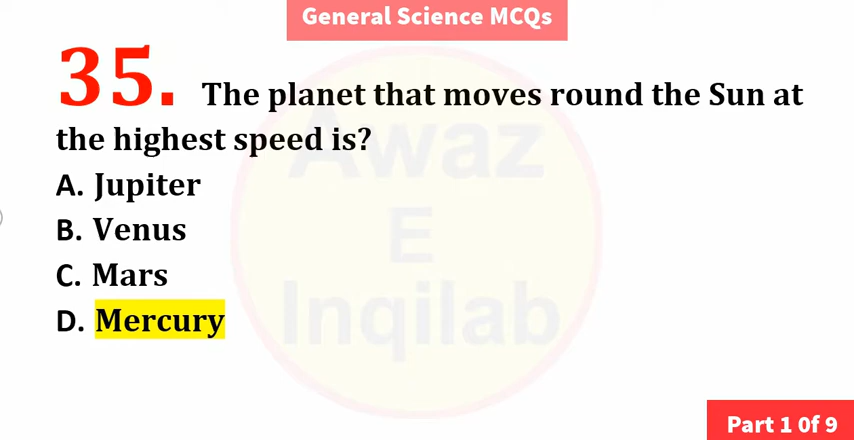 General Science MCQs
35. The planet that moves round the Sun at
the highest speed is?
A. Jupiter
B. Venus
C. Mars
D. Mercury
Awaz
E
Inqilab
Part 1 0f 9